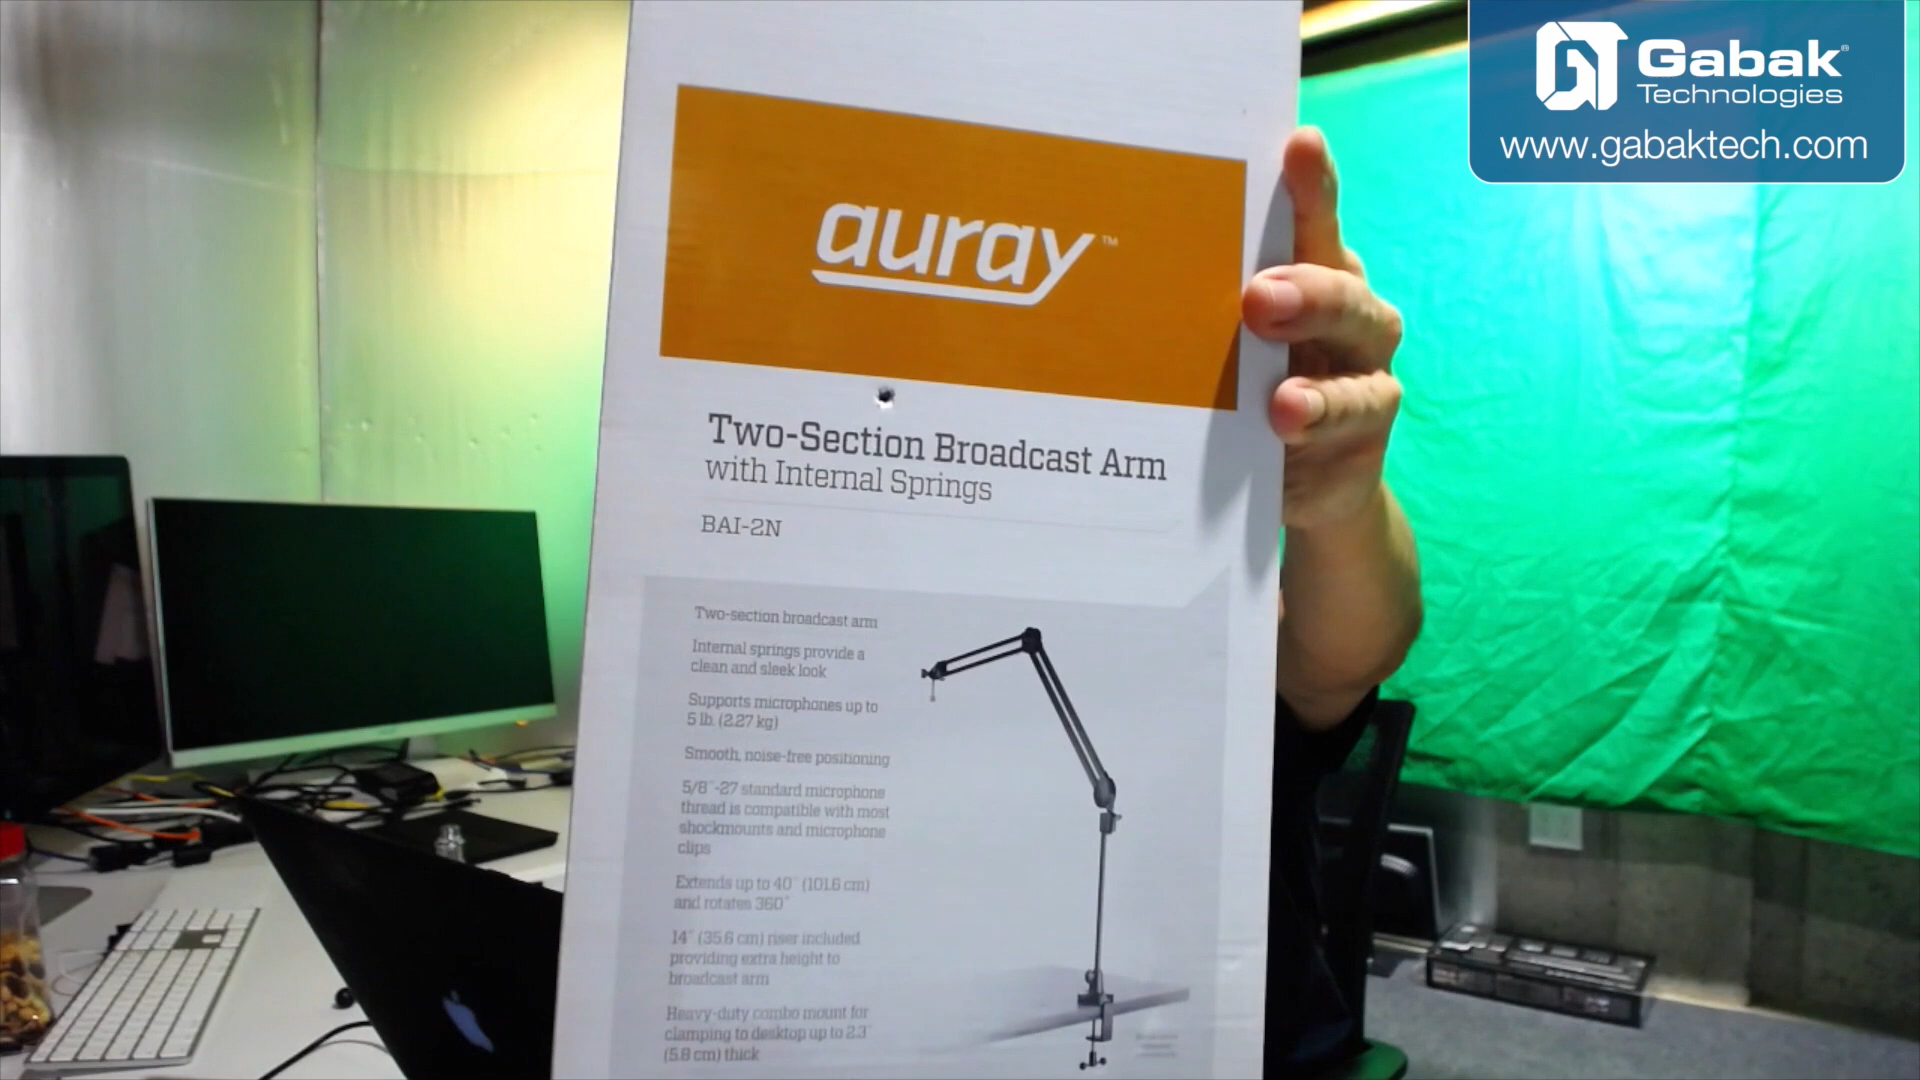 Gabak®
Technologies
www.gabaktech.com
auray™
Two-Section Broadcast Arm
with Internal Springs
BAI-2N
Two-section broadcast arm
Internal springs provide a
clean and sleek look
Supports microphones up to
5 lb. (2.27 kg)
Smooth, noise-free positioning
5/8"-27 standard microphone
thread is compatible with most
shockmounts and microphone
clips
Extends up to 40" (101.6 cm)
and rotates 360°
14" (35.6 cm) riser included
providing extra height to
broadcast arm
Heavy-duty combo mount for
clamping to desktop up to 2.3"
(5.8 cm) thick